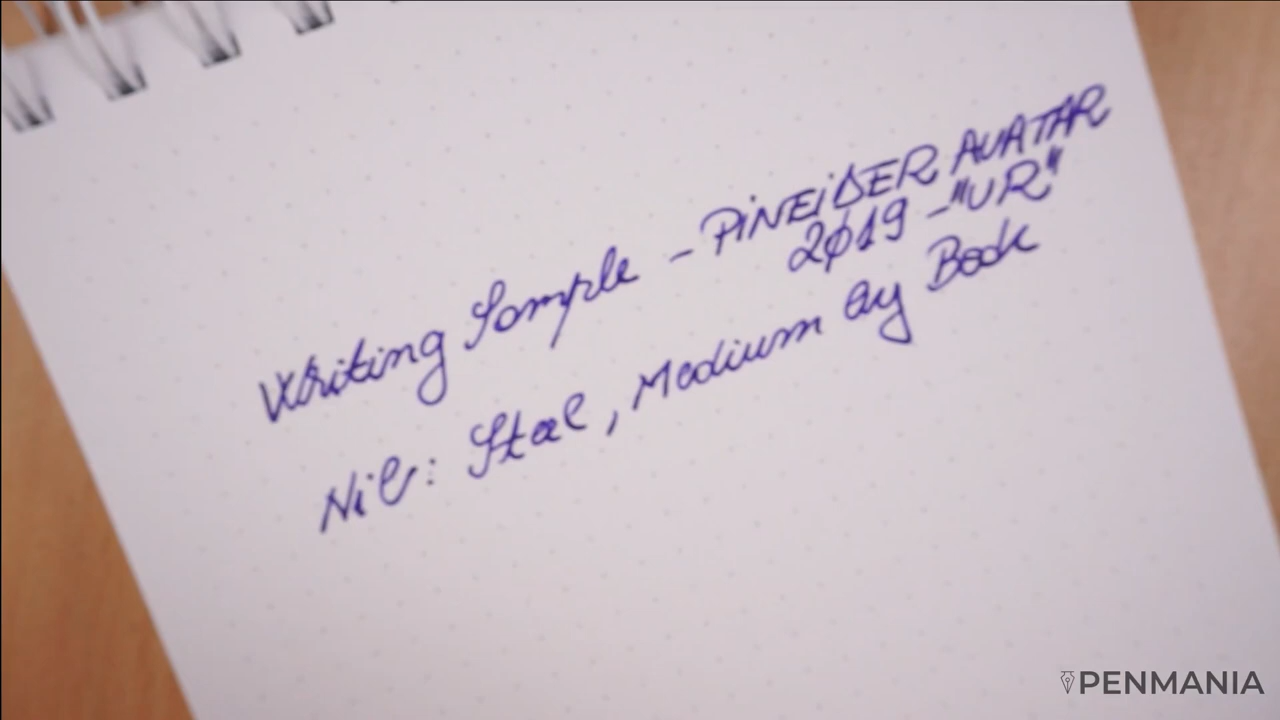 Writing Sample - PINEIDER AVATAR
2019 - "UR"
Nib: Steel, Medium by Bock
PENMANIA